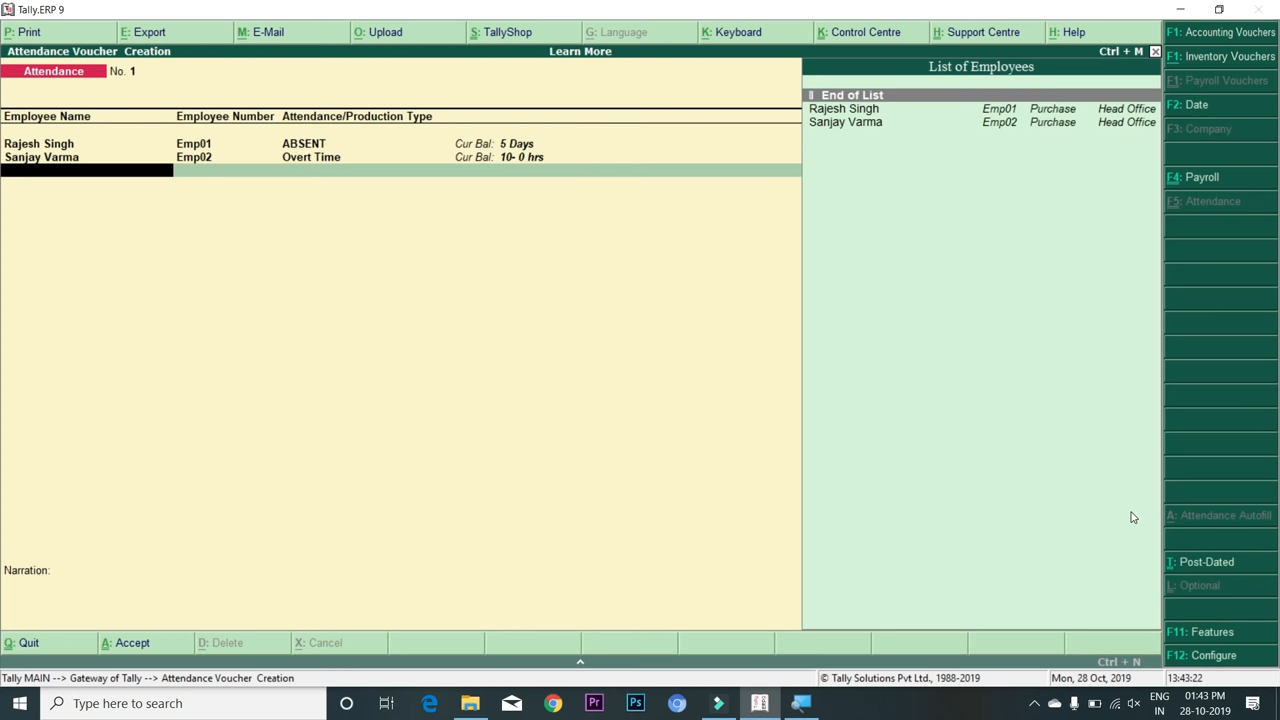 Tally.ERP 9
P: Print
E: Export
M: E-Mail
O: Upload
S: TallyShop
G: Language
K: Keyboard
K: Control Centre
H: Support Centre
H: Help
Attendance Voucher Creation
Learn More
Ctrl + M
Attendance No. 1
Employee Name Employee Number Attendance/Production Type
Rajesh Singh Emp01 ABSENT Cur Bal: 5 Days
Sanjay Varma Emp02 Overt Time Cur Bal: 10- 0 hrs
Narration:
List of Employees
End of List
Rajesh Singh Emp01 Purchase Head Office
Sanjay Varma Emp02 Purchase Head Office
F1: Accounting Vouchers
F1: Inventory Vouchers
F1: Payroll Vouchers
F2: Date
F3: Company
F4: Payroll
F5: Attendance
A: Attendance Autofill
T: Post-Dated
L: Optional
F11: Features
F12: Configure
Q: Quit
A: Accept
D: Delete
X: Cancel
Ctrl + N
Tally MAIN --> Gateway of Tally --> Attendance Voucher Creation
© Tally Solutions Pvt Ltd., 1988-2019
Mon, 28 Oct, 2019
13:43:22
Type here to search
Pr
Ps
ENG
IN
01:43 PM
28-10-2019